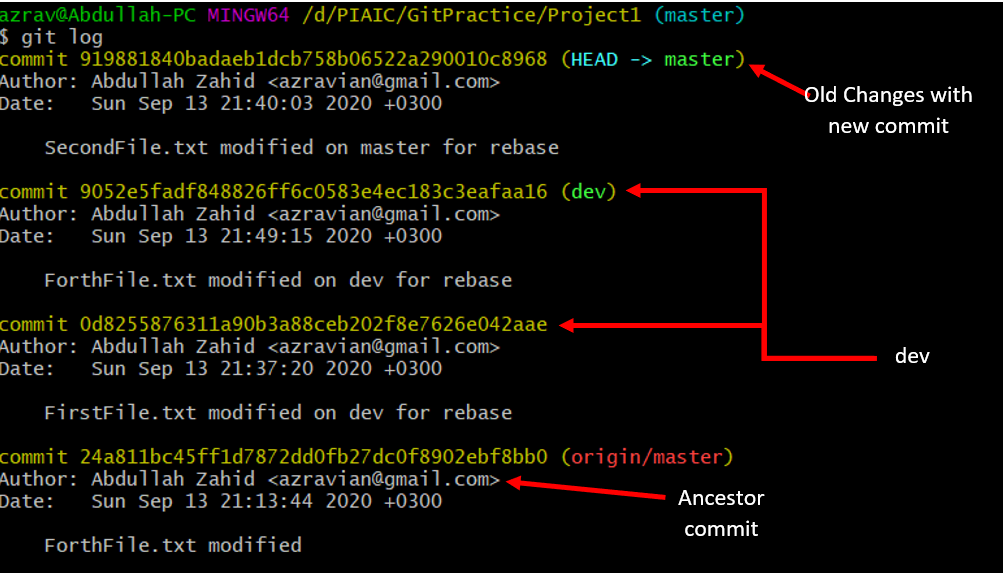 azrav@Abdullah-PC MINGW64 /d/PIAIC/GitPractice/Project1 (master)
$ git log
commit 919881840badaeb1dcb758b06522a290010c8968 (HEAD -> master)
Author: Abdullah Zahid <azravian@gmail.com>
Date:   Sun Sep 13 21:40:03 2020 +0300
Old Changes with
new commit
    SecondFile.txt modified on master for rebase
commit 9052e5fadf848826ff6c0583e4ec183c3eafaa16 (dev)
Author: Abdullah Zahid <azravian@gmail.com>
Date:   Sun Sep 13 21:49:15 2020 +0300
    ForthFile.txt modified on dev for rebase
commit 0d8255876311a90b3a88ceb202f8e7626e042aae
Author: Abdullah Zahid <azravian@gmail.com>
Date:   Sun Sep 13 21:37:20 2020 +0300
dev
    FirstFile.txt modified on dev for rebase
commit 24a811bc45ff1d7872dd0fb27dc0f8902ebf8bb0 (origin/master)
Author: Abdullah Zahid <azravian@gmail.com>
Date:   Sun Sep 13 21:13:44 2020 +0300
Ancestor
commit
    ForthFile.txt modified